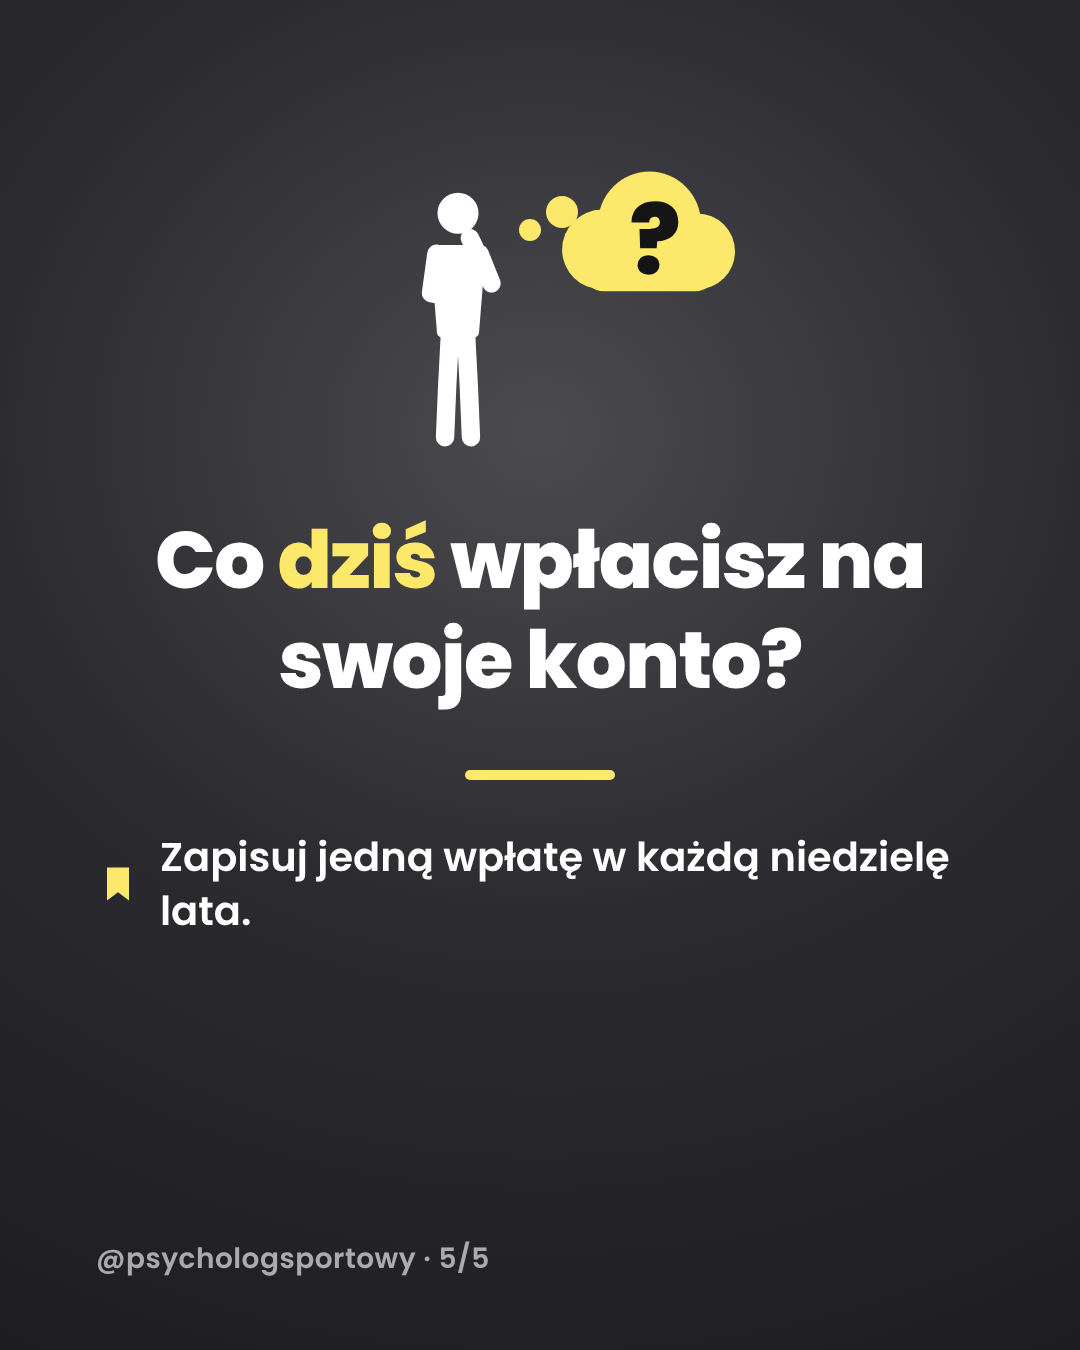 ?
Co dziś wpłacisz na
swoje konto?
Zapisuj jedną wpłatę w każdą niedzielę
lata.
@psychologsportowy · 5/5